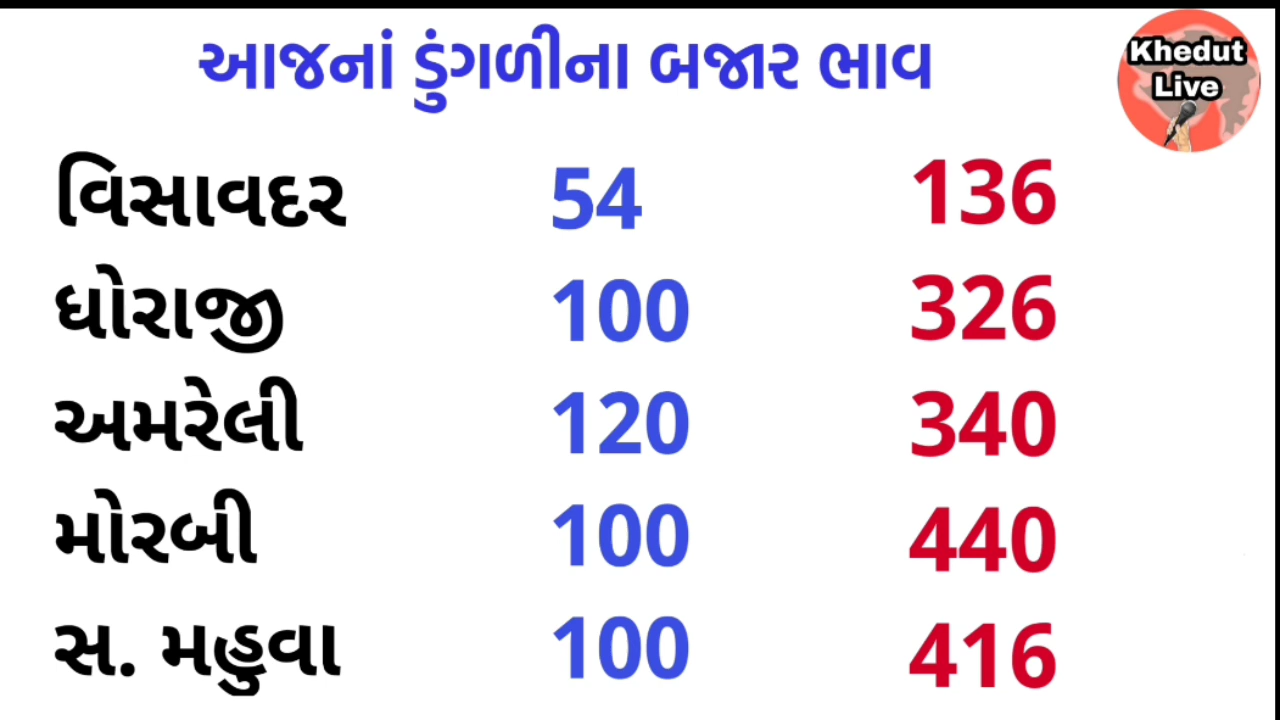 આજનાં ડુંગળીના બજાર ભાવ
Khedut
Live
વિસાવદર 54 136
ધોરાજી 100 326
અમરેલી 120 340
મોરબી 100 440
સ. મહુવા 100 416